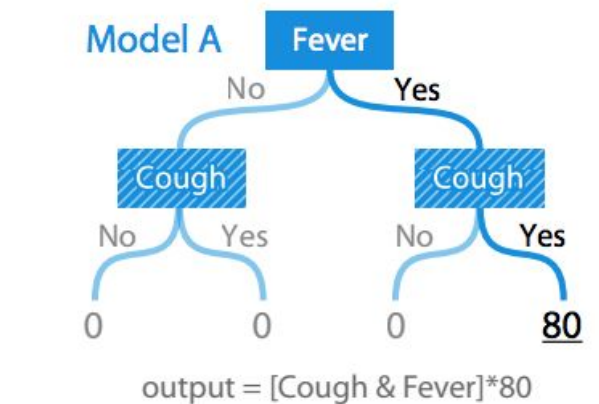 Model A
Fever
No Yes
Cough Cough
No Yes No Yes
0 0 0 80
output = [Cough & Fever]*80